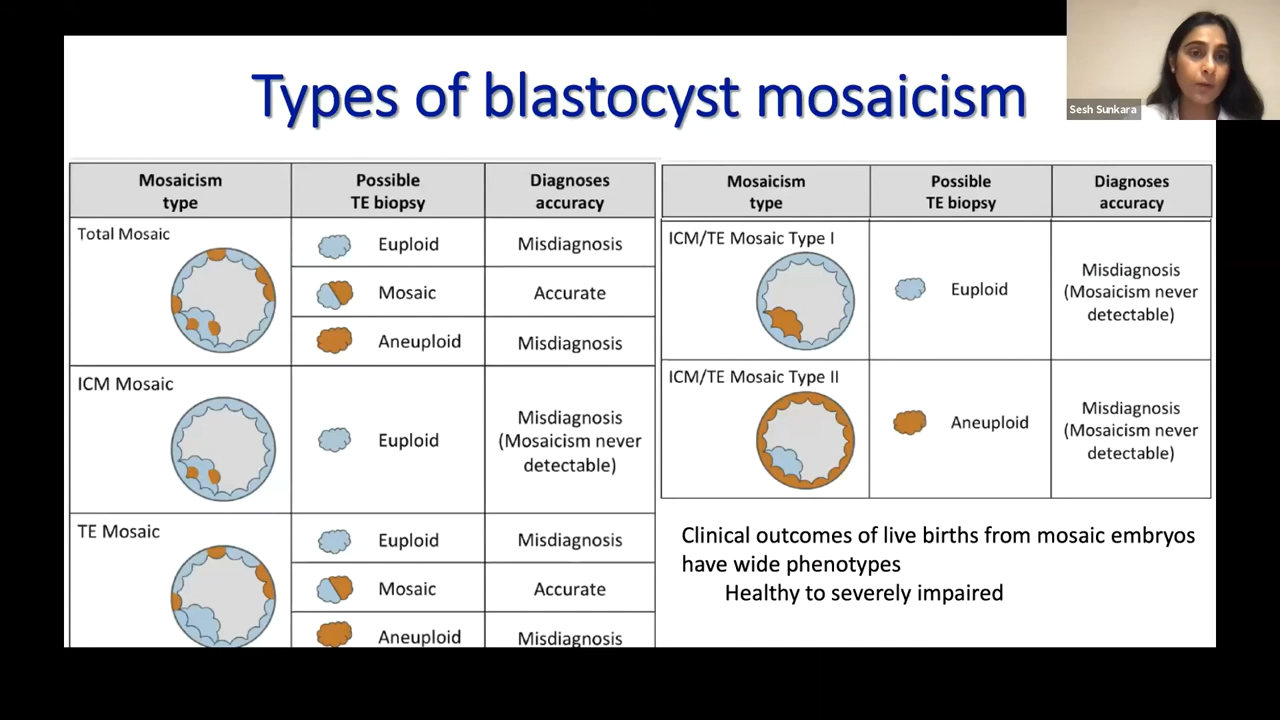 Types of blastocyst mosaicism
Sesh Sunkara
Mosaicism
type
Possible
TE biopsy
Diagnoses
accuracy
Total Mosaic
Euploid
Misdiagnosis
Mosaic
Accurate
Aneuploid
Misdiagnosis
ICM Mosaic
Euploid
Misdiagnosis
(Mosaicism never
detectable)
TE Mosaic
Euploid
Misdiagnosis
Mosaic
Accurate
Aneuploid
Misdiagnosis
Mosaicism
type
Possible
TE biopsy
Diagnoses
accuracy
ICM/TE Mosaic Type I
Euploid
Misdiagnosis
(Mosaicism never
detectable)
ICM/TE Mosaic Type II
Aneuploid
Misdiagnosis
(Mosaicism never
detectable)
Clinical outcomes of live births from mosaic embryos
have wide phenotypes
Healthy to severely impaired